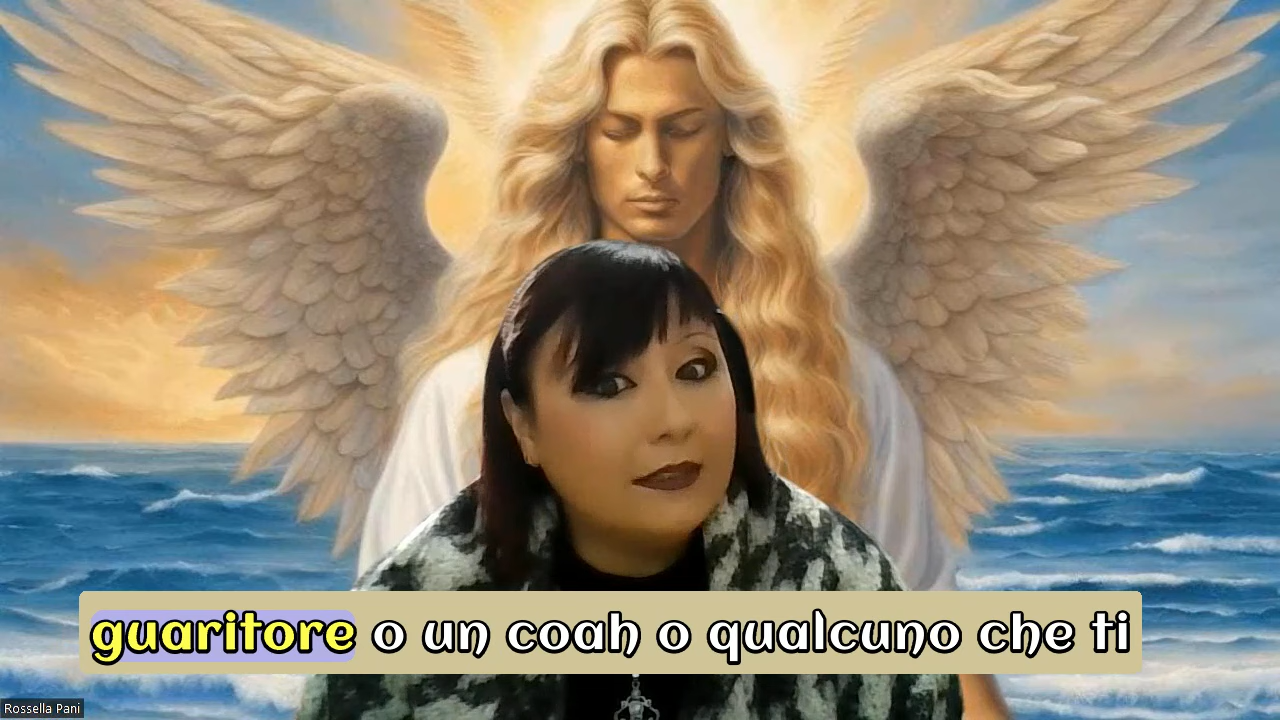 guaritore o un coah o qualcuno che ti
Rossella Pani